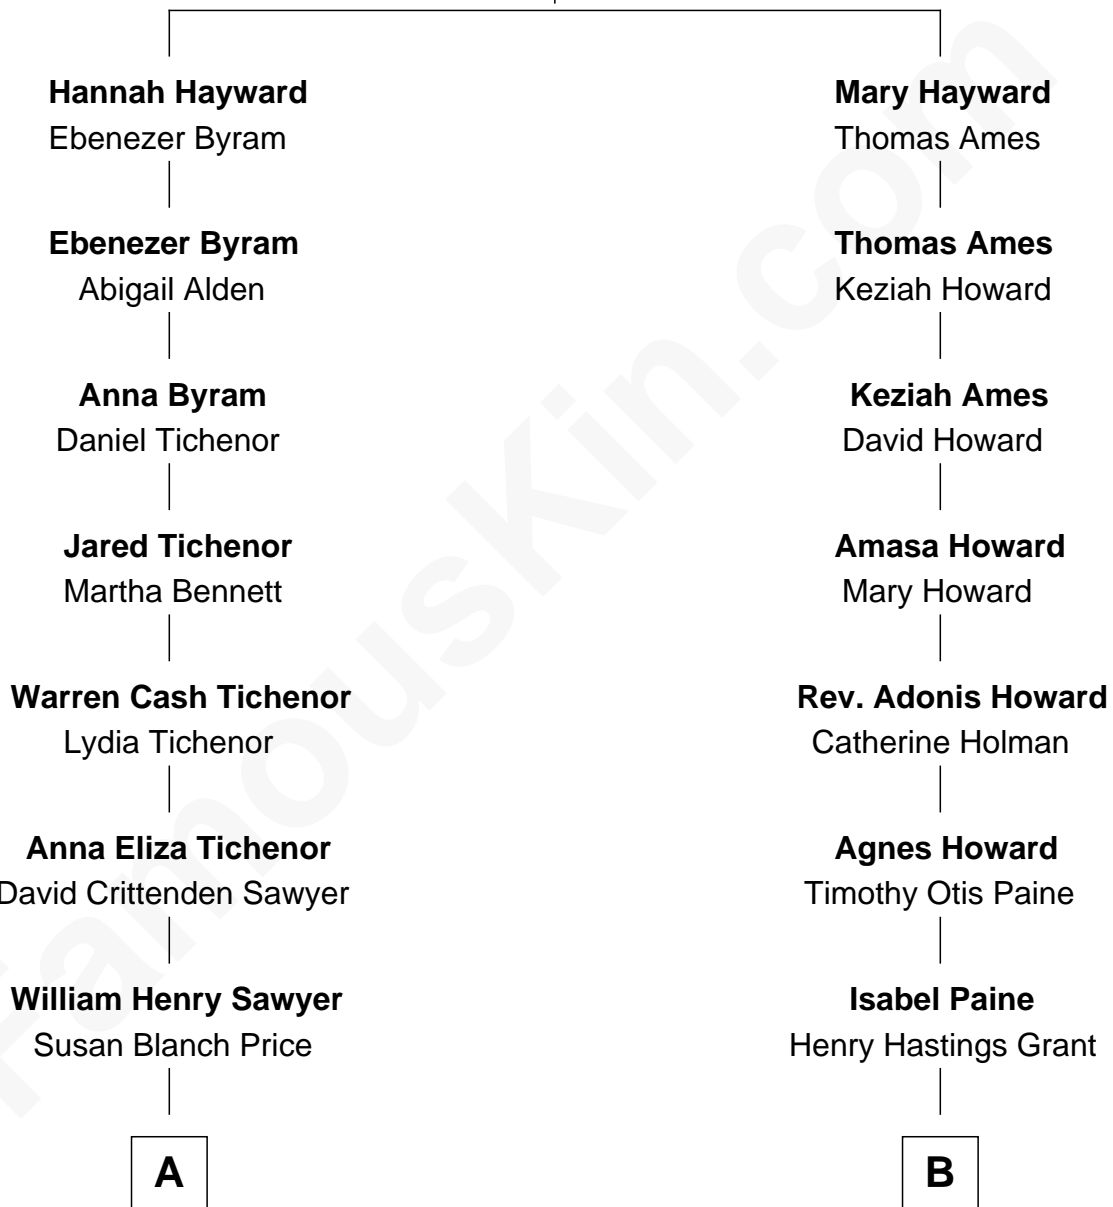 Hannah Hayward
Ebenezer Byram
Ebenezer Byram
Abigail Alden
Anna Byram
Daniel Tichenor
Jared Tichenor
Martha Bennett
Warren Cash Tichenor
Lydia Tichenor
Anna Eliza Tichenor
David Crittenden Sawyer
William Henry Sawyer
Susan Blanch Price
A
Mary Hayward
Thomas Ames
Thomas Ames
Keziah Howard
Keziah Ames
David Howard
Amasa Howard
Mary Howard
Rev. Adonis Howard
Catherine Holman
Agnes Howard
Timothy Otis Paine
Isabel Paine
Henry Hastings Grant
B
FamousKin.com